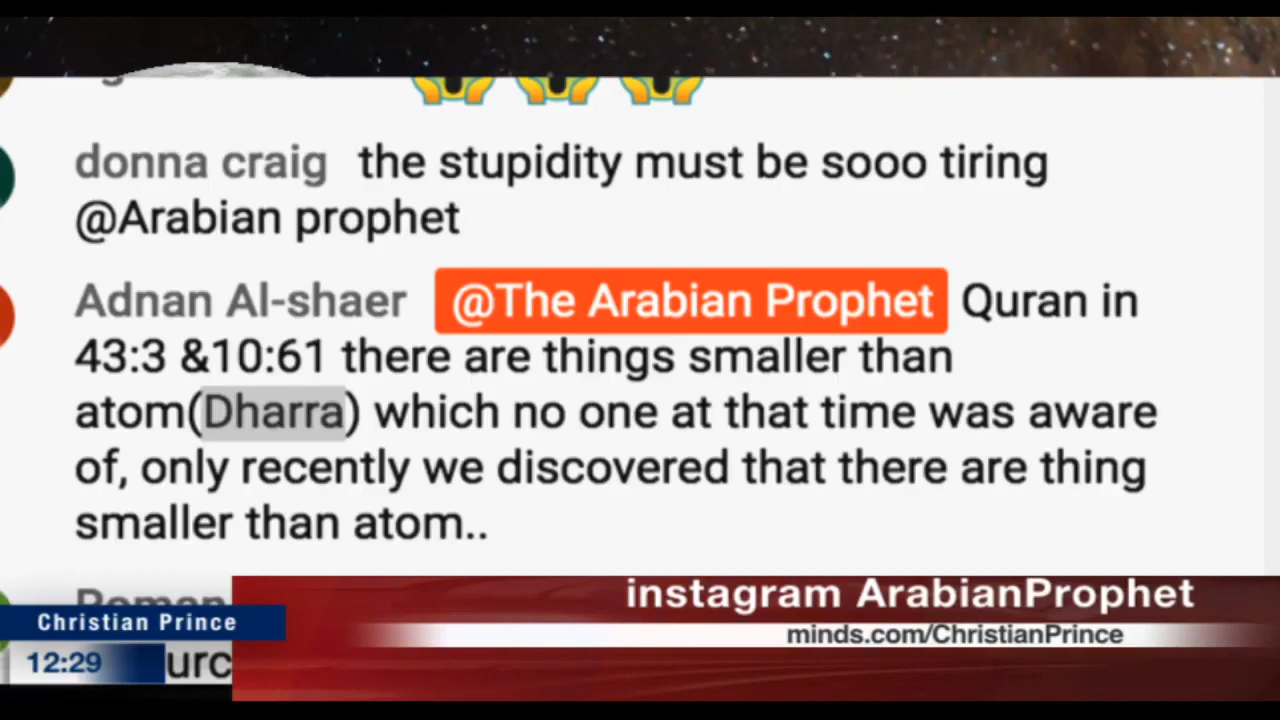 donna craig the stupidity must be sooo tiring
@Arabian prophet
Adnan Al-shaer @The Arabian Prophet Quran in
43:3 &10:61 there are things smaller than
atom(Dharra) which no one at that time was aware
of, only recently we discovered that there are thing
smaller than atom..
instagram ArabianProphet
Christian Prince
minds.com/ChristianPrince
12:29
urc